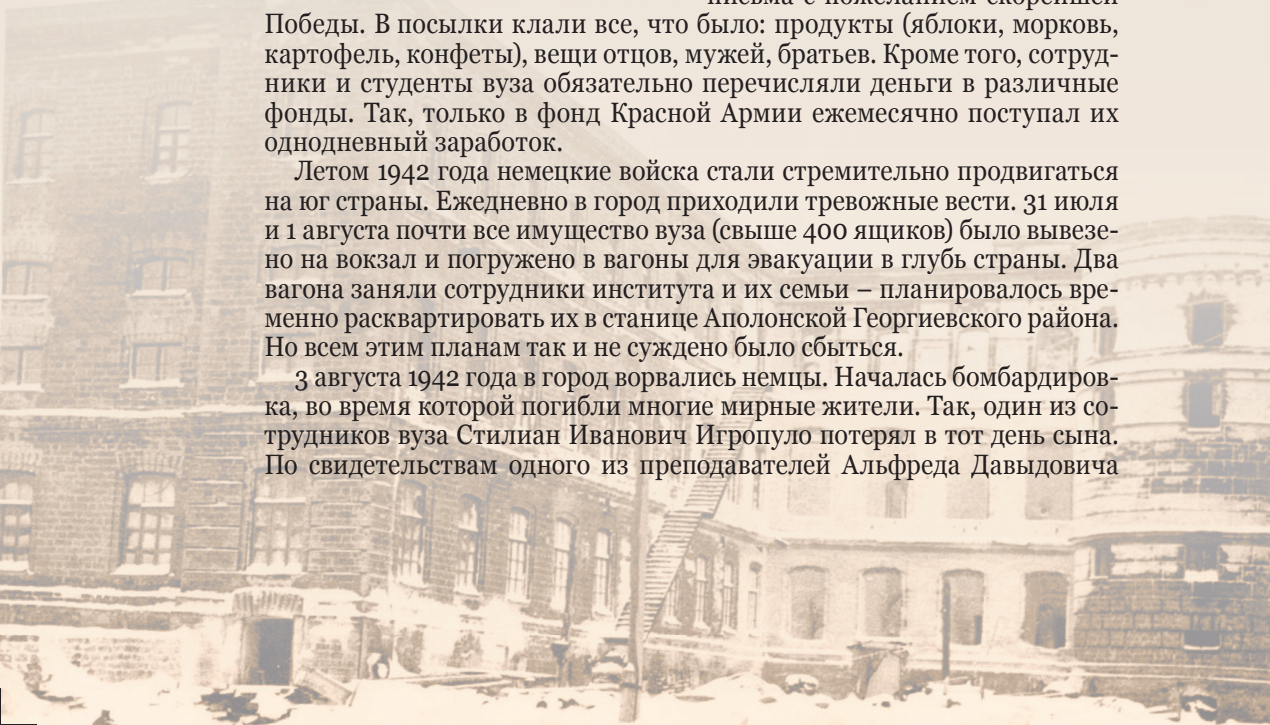 письма с пожеланием скорейшей
Победы. В посылки клали все, что было: продукты (яблоки, морковь,
картофель, конфеты), вещи отцов, мужей, братьев. Кроме того, сотруд-
ники и студенты вуза обязательно перечисляли деньги в различные
фонды. Так, только в фонд Красной Армии ежемесячно поступал их
однодневный заработок.
Летом 1942 года немецкие войска стали стремительно продвигаться
на юг страны. Ежедневно в город приходили тревожные вести. 31 июля
и 1 августа почти все имущество вуза (свыше 400 ящиков) было вывезе-
но на вокзал и погружено в вагоны для эвакуации в глубь страны. Два
вагона заняли сотрудники института и их семьи – планировалось вре-
менно расквартировать их в станице Аполонской Георгиевского района.
Но всем этим планам так и не суждено было сбыться.
3 августа 1942 года в город ворвались немцы. Началась бомбардиров-
ка, во время которой погибли многие мирные жители. Так, один из со-
трудников вуза Стилиан Иванович Игропуло потерял в тот день сына.
По свидетельствам одного из преподавателей Альфреда Давыдовича